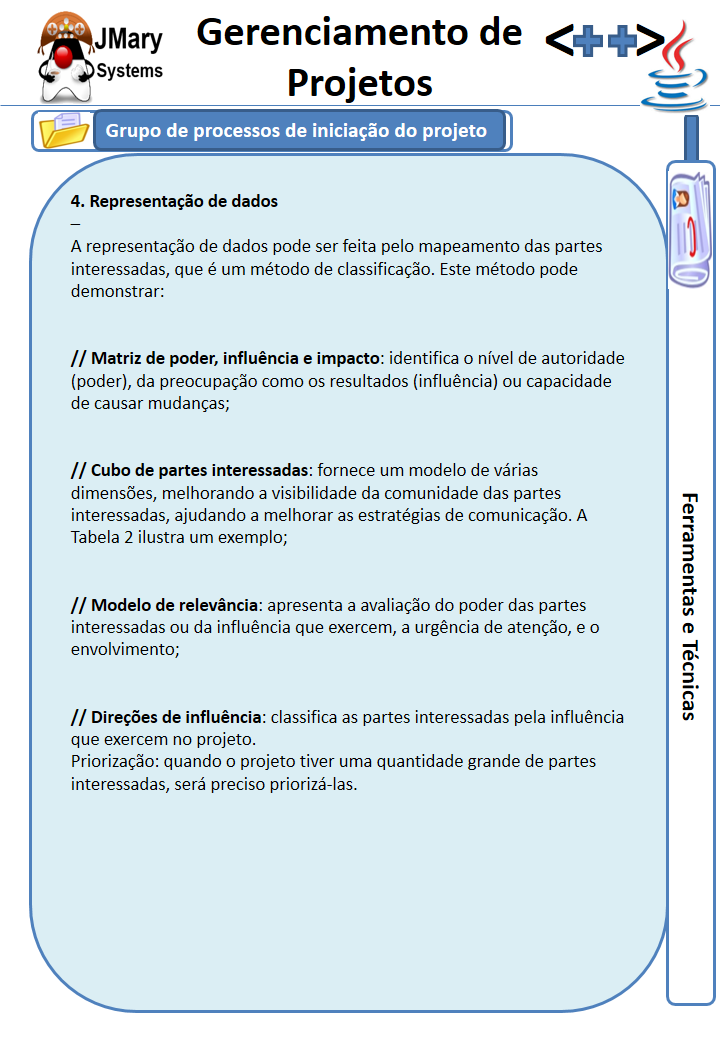 JMary
Systems
Gerenciamento de
Projetos
<++>
Grupo de processos de iniciação do projeto
4. Representação de dados
–
A representação de dados pode ser feita pelo mapeamento das partes
interessadas, que é um método de classificação. Este método pode
demonstrar:
// Matriz de poder, influência e impacto: identifica o nível de autoridade
(poder), da preocupação como os resultados (influência) ou capacidade
de causar mudanças;
// Cubo de partes interessadas: fornece um modelo de várias
dimensões, melhorando a visibilidade da comunidade das partes
interessadas, ajudando a melhorar as estratégias de comunicação. A
Tabela 2 ilustra um exemplo;
// Modelo de relevância: apresenta a avaliação do poder das partes
interessadas ou da influência que exercem, a urgência de atenção, e o
envolvimento;
// Direções de influência: classifica as partes interessadas pela influência
que exercem no projeto.
Priorização: quando o projeto tiver uma quantidade grande de partes
interessadas, será preciso priorizá-las.
Ferramentas e Técnicas